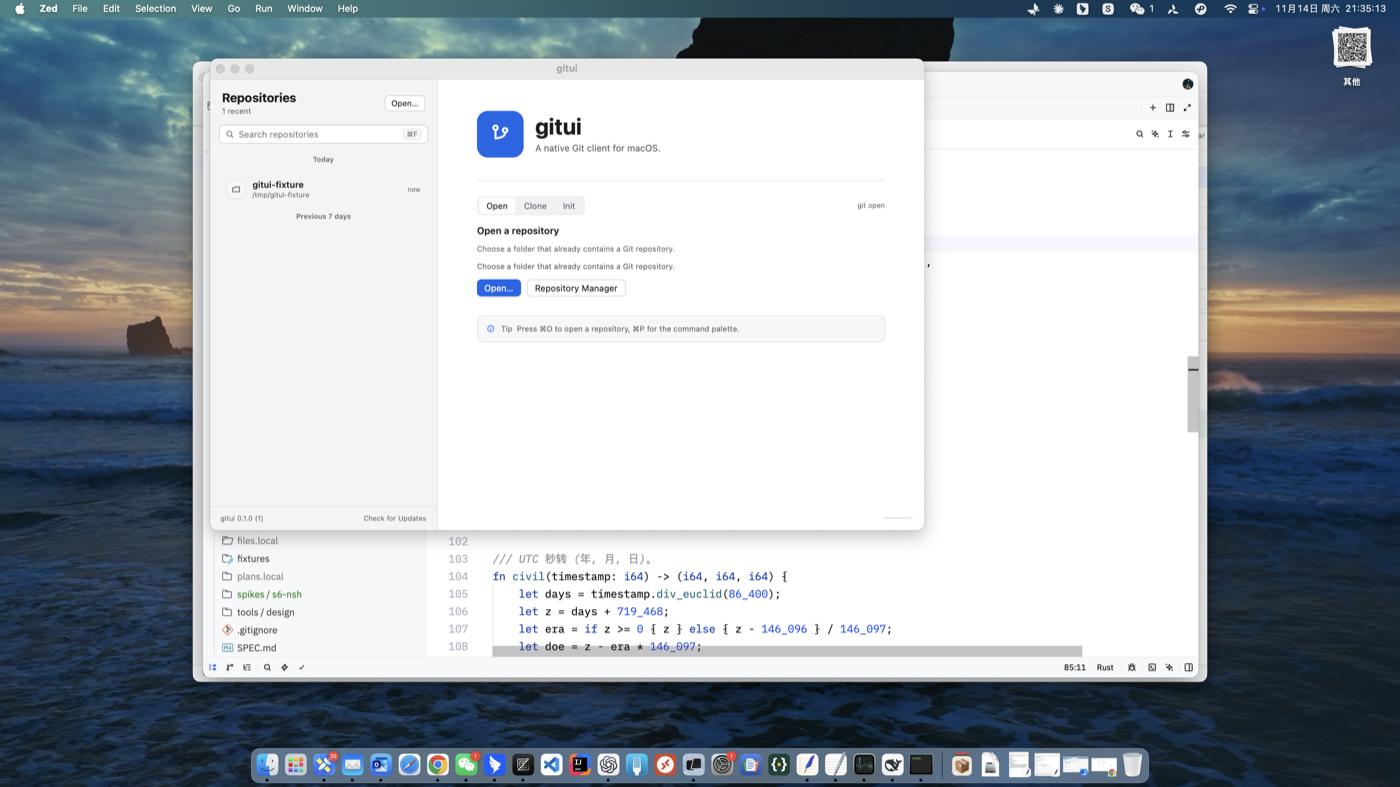 Zed File Edit Selection View Go Run Window Help
1
11月14日 周六 21:35:13
其他
gitui
Repositories
1 recent
Open...
Search repositories
⌘F
Today
gitui-fixture
/tmp/gitui-fixture
now
Previous 7 days
gitui 0.1.0 (1)
Check for Updates
gitui
A native Git client for macOS.
Open Clone Init
git open
Open a repository
Choose a folder that already contains a Git repository.
Choose a folder that already contains a Git repository.
Open... Repository Manager
Tip Press ⌘O to open a repository, ⌘P for the command palette.
ar
,
files.local
fixtures
plans.local
spikes / s6-nsh
tools / design
.gitignore
SPEC.md
102
103 /// UTC 秒转 (年, 月, 日)。
104 fn civil(timestamp: i64) -> (i64, i64, i64) {
105 let days = timestamp.div_euclid(86_400);
106 let z = days + 719_468;
107 let era = if z >= 0 { z } else { z - 146_096 } / 146_097;
108 let doe = z - era * 146_097;
85:11 Rust